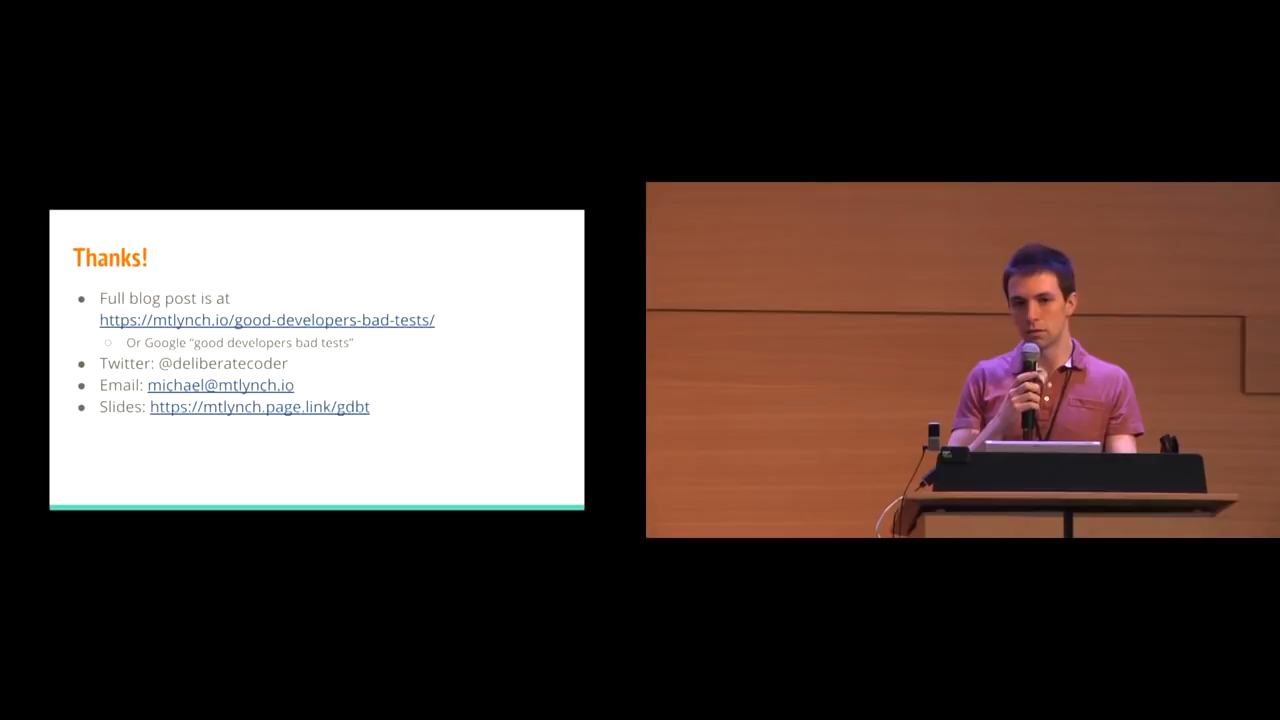 Thanks!
Full blog post is at
https://mtlynch.io/good-developers-bad-tests/
Or Google "good developers bad tests"
Twitter: @deliberatecoder
Email: michael@mtlynch.io
Slides: https://mtlynch.page.link/gdbt